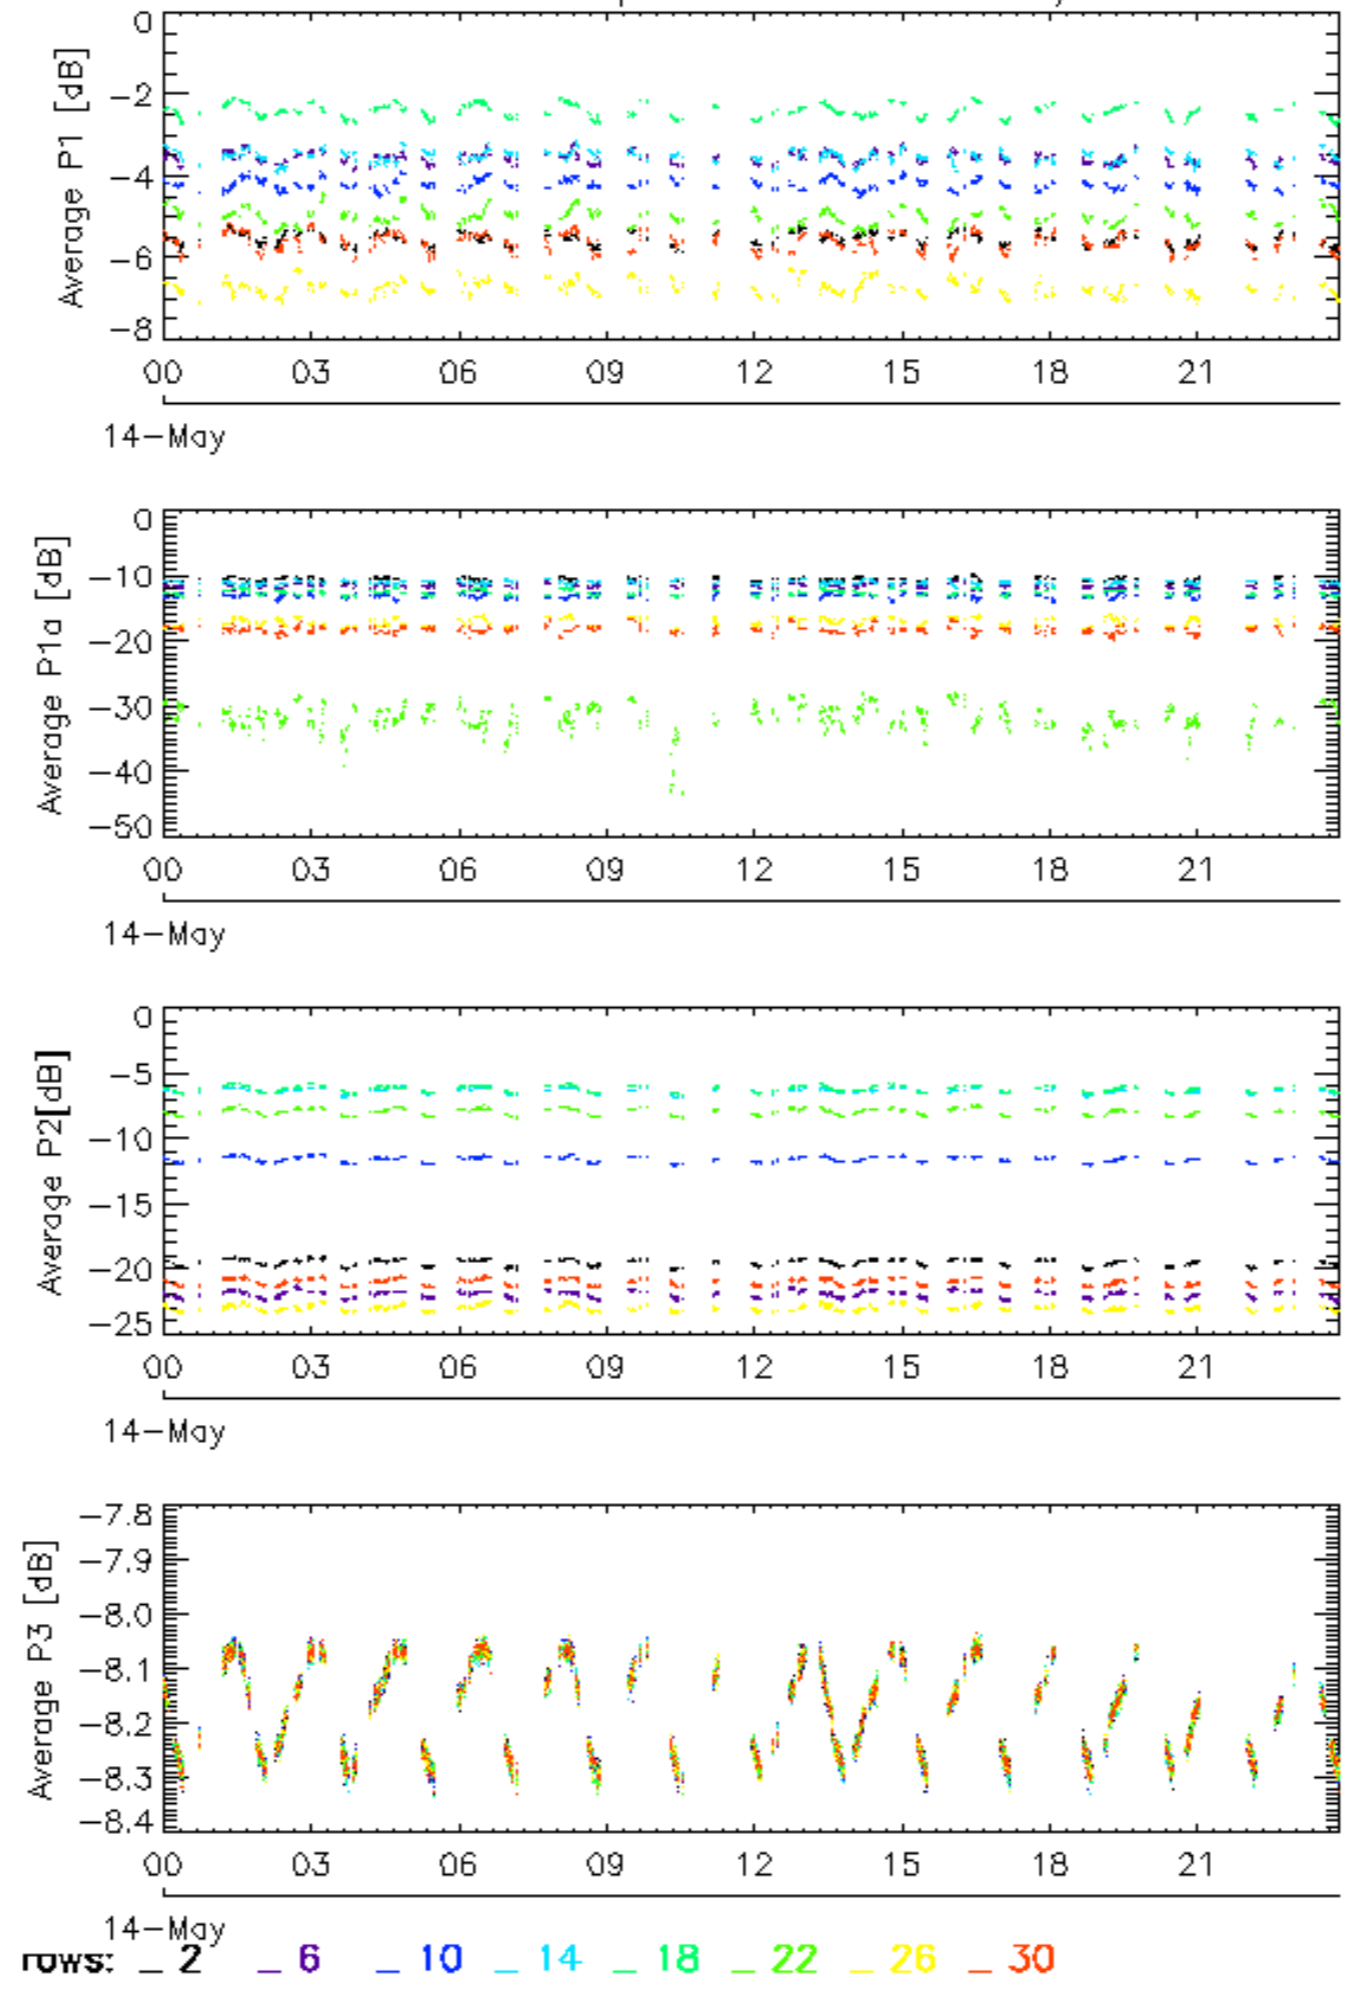 0
−2
−4
−6
−8
Average P1 [dB]
00 03 06 09 12 15 18 21
14−May
0
−10
−20
−30
−40
−50
Average P1a [dB]
00 03 06 09 12 15 18 21
14−May
0
−5
−10
−15
−20
−25
Average P2[dB]
00 03 06 09 12 15 18 21
14−May
−7.8
−7.9
−8.0
−8.1
−8.2
−8.3
−8.4
Average P3 [dB]
00 03 06 09 12 15 18 21
14−May
rows: _ 2 _ 6 _ 10 _ 14 _ 18 _ 22 _ 26 _ 30